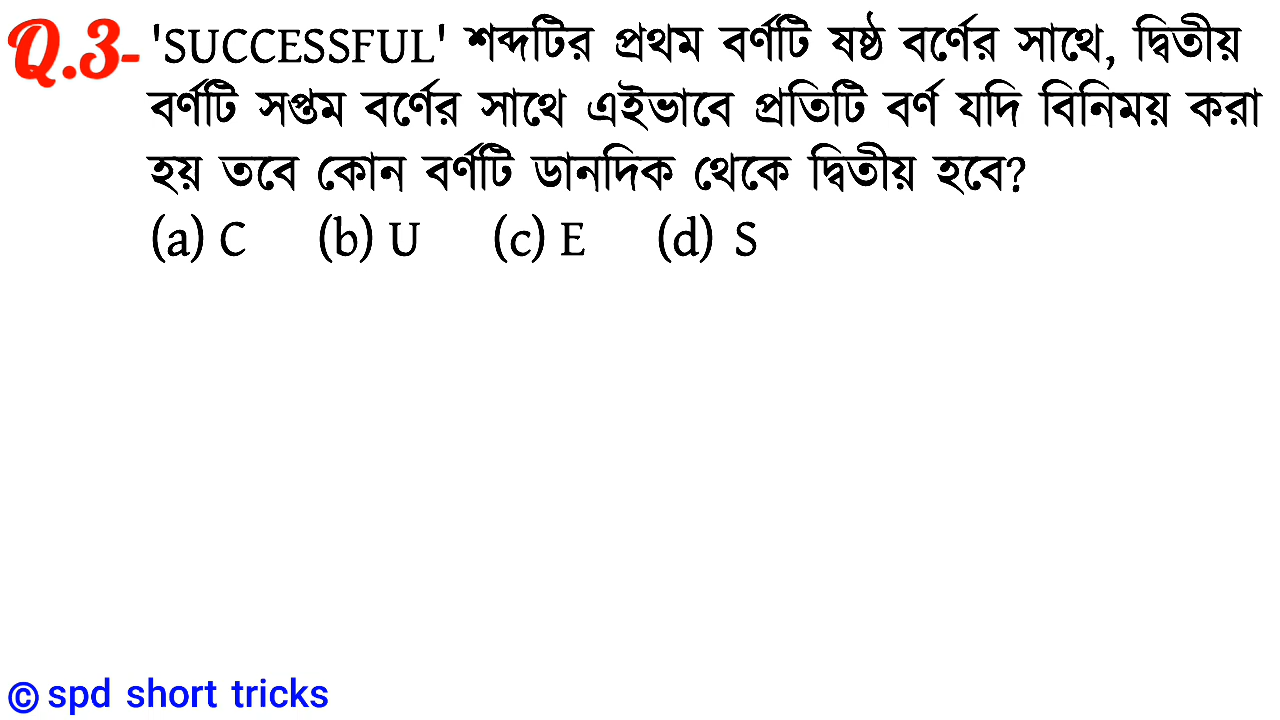 Q.3- 'SUCCESSFUL' শব্দটির প্রথম বর্ণটি ষষ্ঠ বর্ণের সাথে, দ্বিতীয়
বর্ণটি সপ্তম বর্ণের সাথে এইভাবে প্রতিটি বর্ণ যদি বিনিময় করা
হয় তবে কোন বর্ণটি ডানদিক থেকে দ্বিতীয় হবে?
(a) C (b) U (c) E (d) S
© spd short tricks